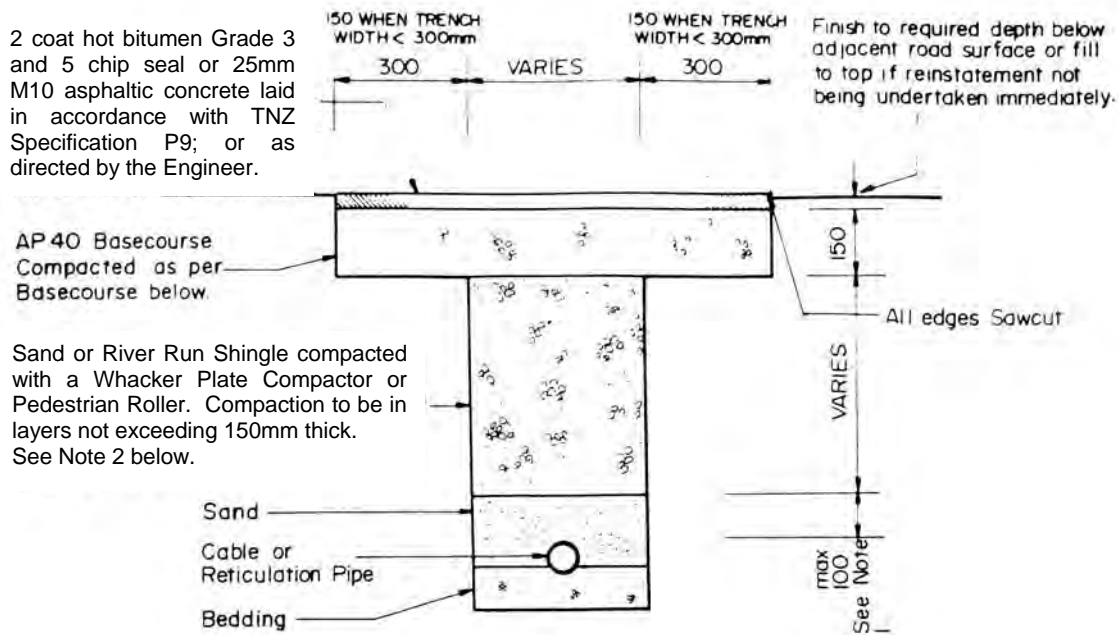 2 coat hot bitumen Grade 3
and 5 chip seal or 25mm
M10 asphaltic concrete laid
in accordance with TNZ
Specification P9; or as
directed by the Engineer.
150 WHEN TRENCH
WIDTH < 300mm
300
VARIES
150 WHEN TRENCH
WIDTH < 300mm
300
Finish to required depth below
adjacent road surface or fill
to top if reinstatement not
being undertaken immediately.
AP40 Basecourse
Compacted as per
Basecourse below.
150
All edges Sawcut
Sand or River Run Shingle compacted
with a Whacker Plate Compactor or
Pedestrian Roller. Compaction to be in
layers not exceeding 150mm thick.
See Note 2 below.
VARIES
Sand
Cable or
Reticulation Pipe
Bedding
max
100
See Note